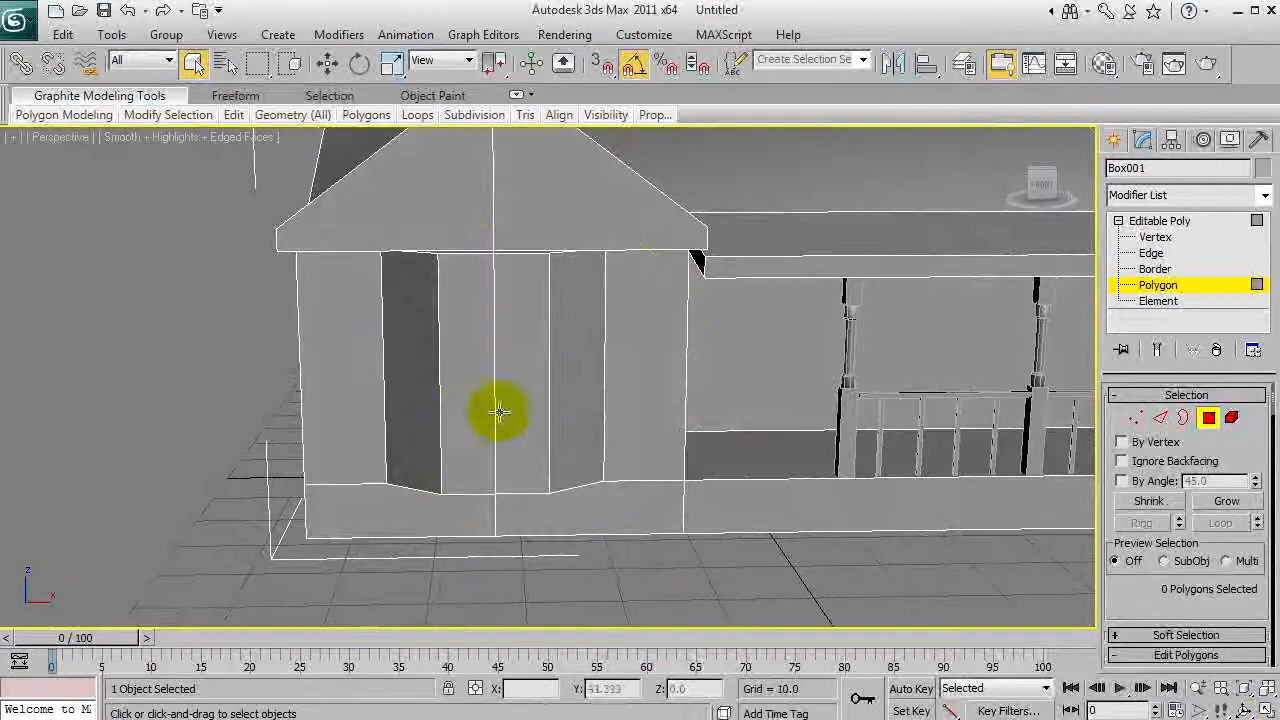 Autodesk 3ds Max 2011 x64 Untitled
Edit Tools Group Views Create Modifiers Animation Graph Editors Rendering Customize MAXScript Help
All View 3 Create Selection Se
Graphite Modeling Tools Freeform Selection Object Paint
Polygon Modeling Modify Selection Edit Geometry (All) Polygons Loops Subdivision Tris Align Visibility Prop...
[ + ] [ Perspective ] [ Smooth + Highlights + Edged Faces ]
FRONT
Box001
Modifier List
Editable Poly
Vertex
Edge
Border
Polygon
Element
- Selection
By Vertex
Ignore Backfacing
By Angle: 45.0
Shrink Grow
Ring Loop
Preview Selection
Off SubObj Multi
0 Polygons Selected
+ Soft Selection
- Edit Polygons
z
x
< 0 / 100 >
0 5 10 15 20 25 30 35 40 45 50 55 60 65 70 75 80 85 90 95 100
1 Object Selected X: Y: Z: 0.0 Grid = 10.0 Auto Key Selected
Welcome to M Click or click-and-drag to select objects Add Time Tag Set Key Key Filters... 0